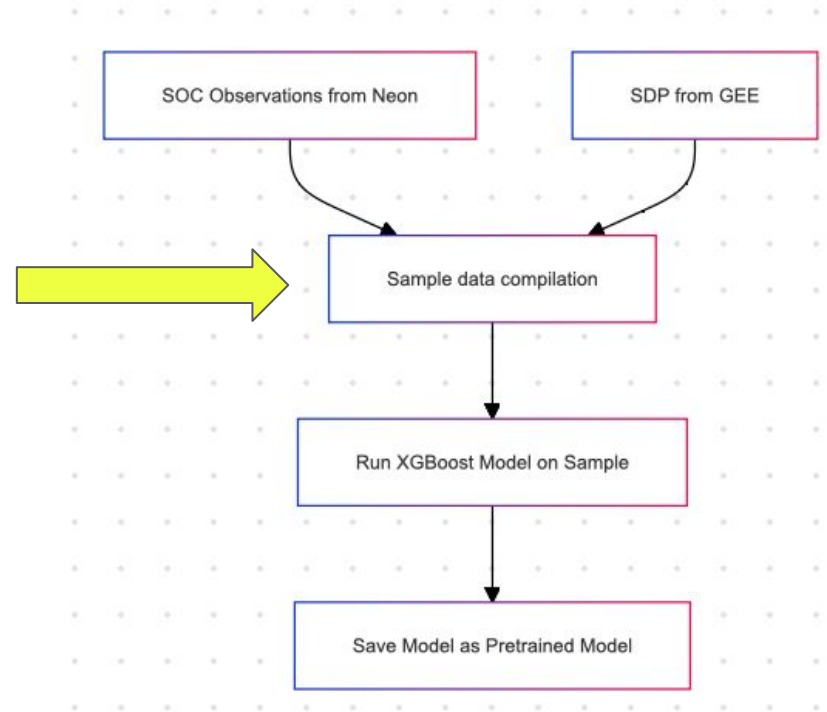 SOC Observations from Neon
SDP from GEE
Sample data compilation
Run XGBoost Model on Sample
Save Model as Pretrained Model